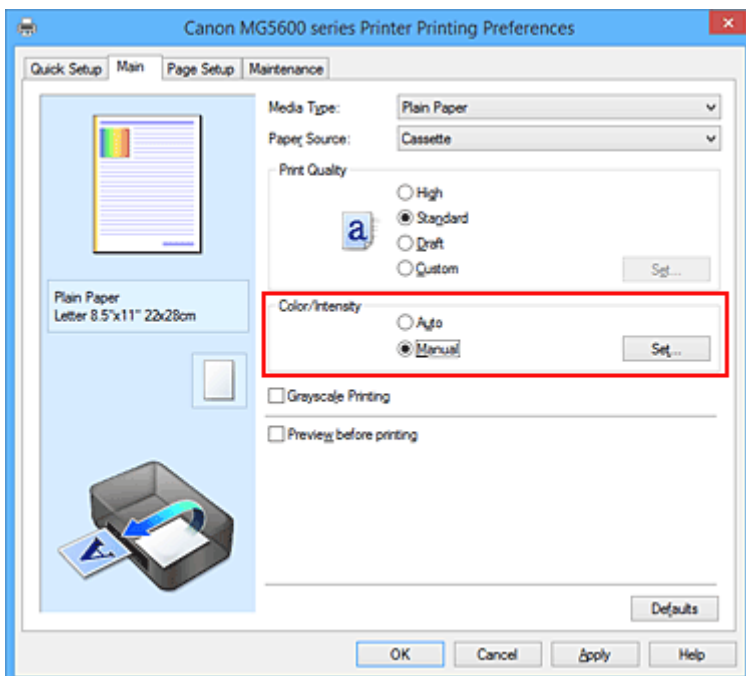 Canon MG5600 series Printer Printing Preferences
Quick Setup Main Page Setup Maintenance
Media Type: Plain Paper
Paper Source: Cassette
Print Quality
High
Standard
Draft
Custom Set...
Plain Paper
Letter 8.5"x11" 22x28cm
Color/Intensity
Auto
Manual Set...
Grayscale Printing
Preview before printing
Defaults
OK Cancel Apply Help